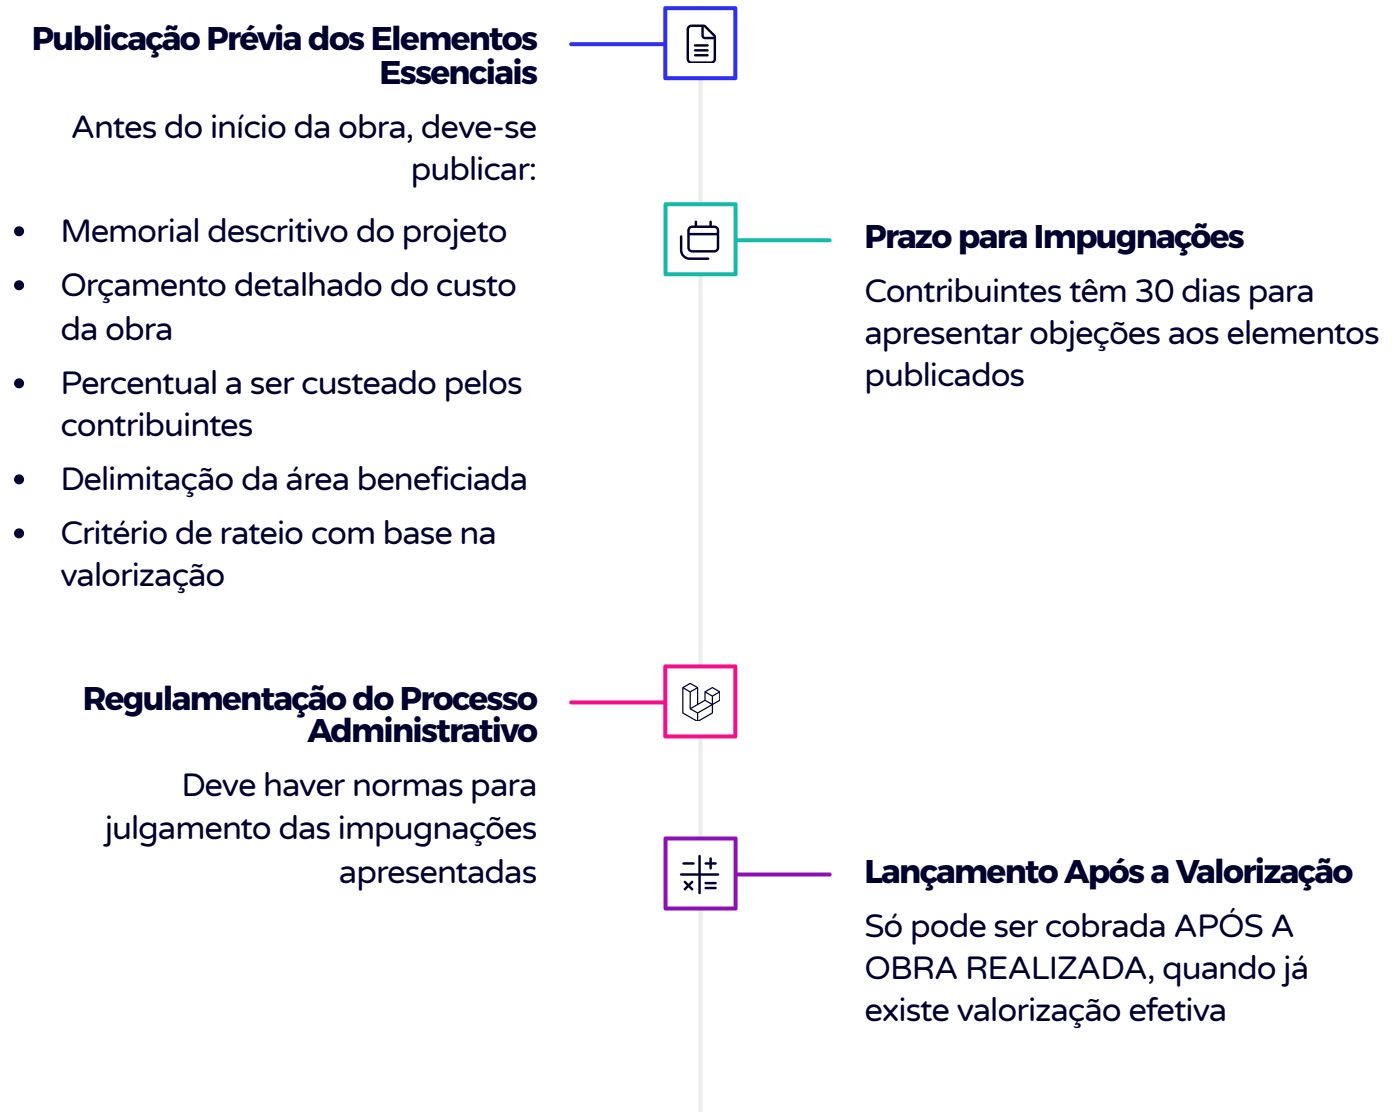 Publicação Prévia dos Elementos
Essenciais
Antes do início da obra, deve-se
publicar:
• Memorial descritivo do projeto
• Orçamento detalhado do custo
da obra
• Percentual a ser custeado pelos
contribuintes
• Delimitação da área beneficiada
• Critério de rateio com base na
valorização
Prazo para Impugnações
Contribuintes têm 30 dias para
apresentar objeções aos elementos
publicados
Regulamentação do Processo
Administrativo
Deve haver normas para
julgamento das impugnações
apresentadas
Lançamento Após a Valorização
Só pode ser cobrada APÓS A
OBRA REALIZADA, quando já
existe valorização efetiva